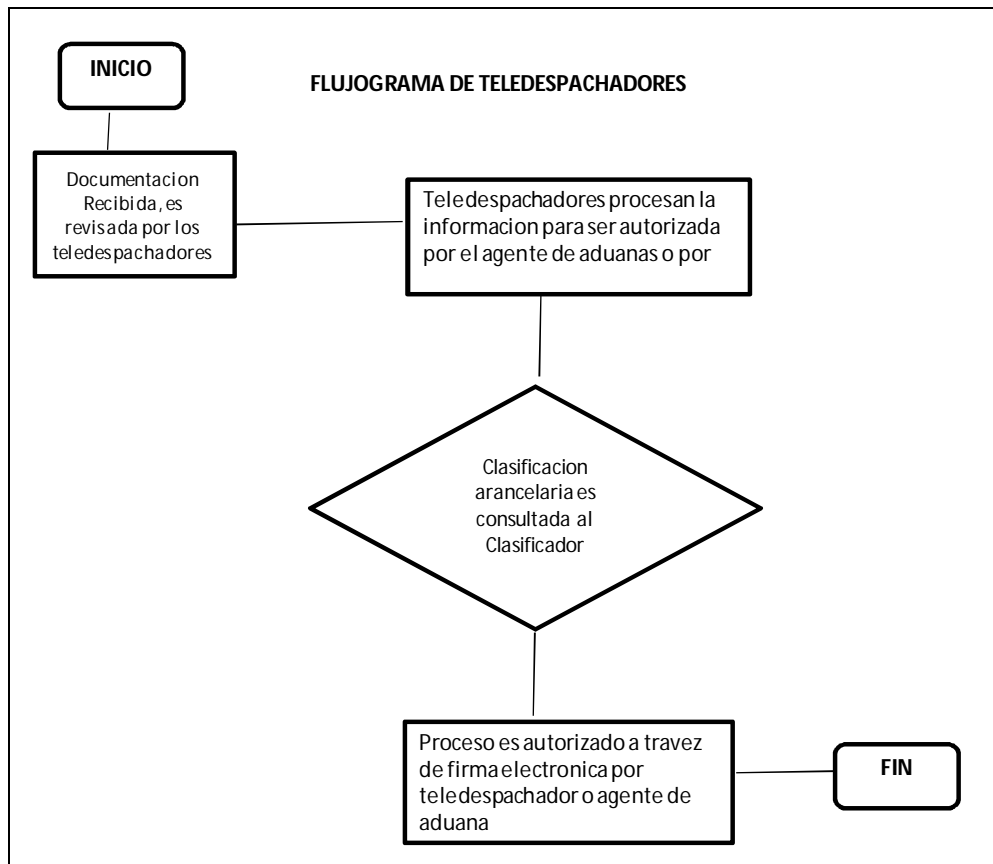 INICIO
FLUJOGRAMA DE TELEDESPACHADORES
Documentacion
Recibida, es
revisada por los
teledespachadores
Teledespachadores procesan la
informacion para ser autorizada
por el agente de aduanas o por
Clasificacion
arancelaria es
consultada al
Clasificador
Proceso es autorizado a travez
de firma electronica por
teledespachador o agente de
aduana
FIN